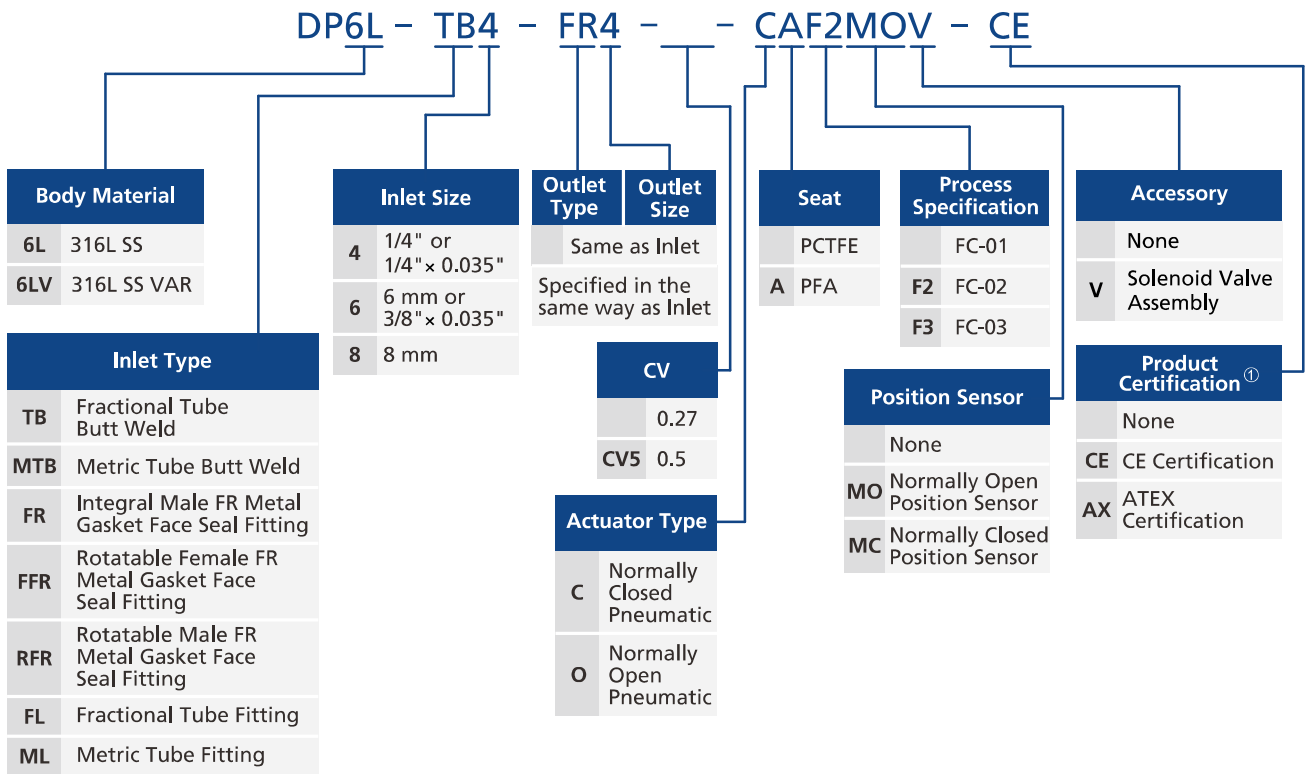 DP6L - TB4 - FR4 - - CAF2MOV - CE
Body Material
6L 316L SS
6LV 316L SS VAR
Inlet Type
TB Fractional Tube
Butt Weld
MTB Metric Tube Butt Weld
FR Integral Male FR Metal
Gasket Face Seal Fitting
FFR Rotatable Female FR
Metal Gasket Face
Seal Fitting
RFR Rotatable Male FR
Metal Gasket Face
Seal Fitting
FL Fractional Tube Fitting
ML Metric Tube Fitting
Inlet Size
4 1/4" or
1/4"× 0.035"
6 6 mm or
3/8"× 0.035"
8 8 mm
Outlet
Type
Outlet
Size
Same as Inlet
Specified in the
same way as Inlet
CV
0.27
CV5 0.5
Actuator Type
C Normally
Closed
Pneumatic
O Normally
Open
Pneumatic
Seat
PCTFE
A PFA
Process
Specification
FC-01
F2 FC-02
F3 FC-03
Position Sensor
None
MO Normally Open
Position Sensor
MC Normally Closed
Position Sensor
Accessory
None
V Solenoid Valve
Assembly
Product
Certification ①
None
CE CE Certification
AX ATEX
Certification